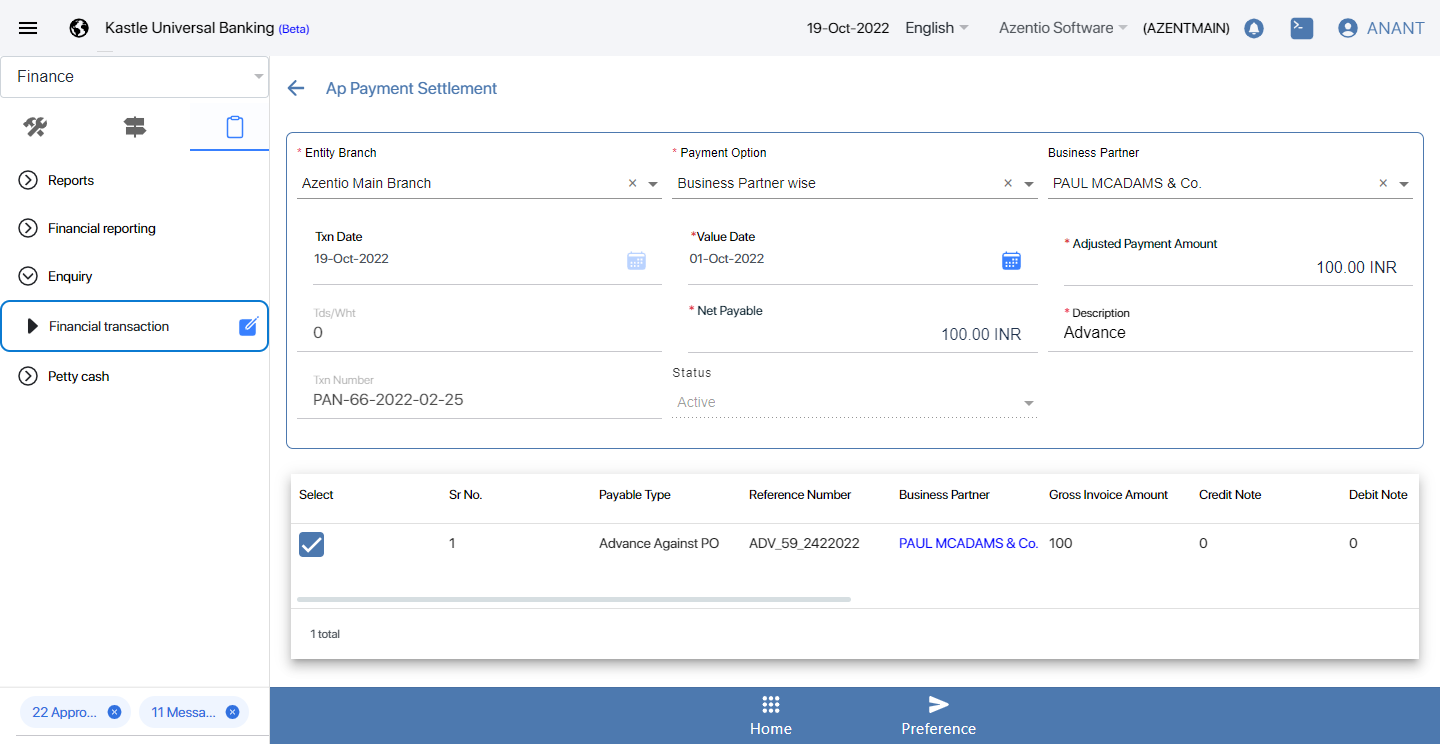 Kastle Universal Banking (Beta)
19-Oct-2022 English Azentio Software (AZENTMAIN) ANANT
Finance
Reports
Financial reporting
Enquiry
Financial transaction
Petty cash
22 Appro...
11 Messa...
Ap Payment Settlement
* Entity Branch
Azentio Main Branch
* Payment Option
Business Partner wise
Business Partner
PAUL MCADAMS & Co.
Txn Date
19-Oct-2022
*Value Date
01-Oct-2022
* Adjusted Payment Amount
100.00 INR
Tds/Wht
0
* Net Payable
100.00 INR
* Description
Advance
Txn Number
PAN-66-2022-02-25
Status
Active
Select Sr No. Payable Type Reference Number Business Partner Gross Invoice Amount Credit Note Debit Note
1 Advance Against PO ADV_59_2422022 PAUL MCADAMS & Co. 100 0 0
1 total
Home
Preference